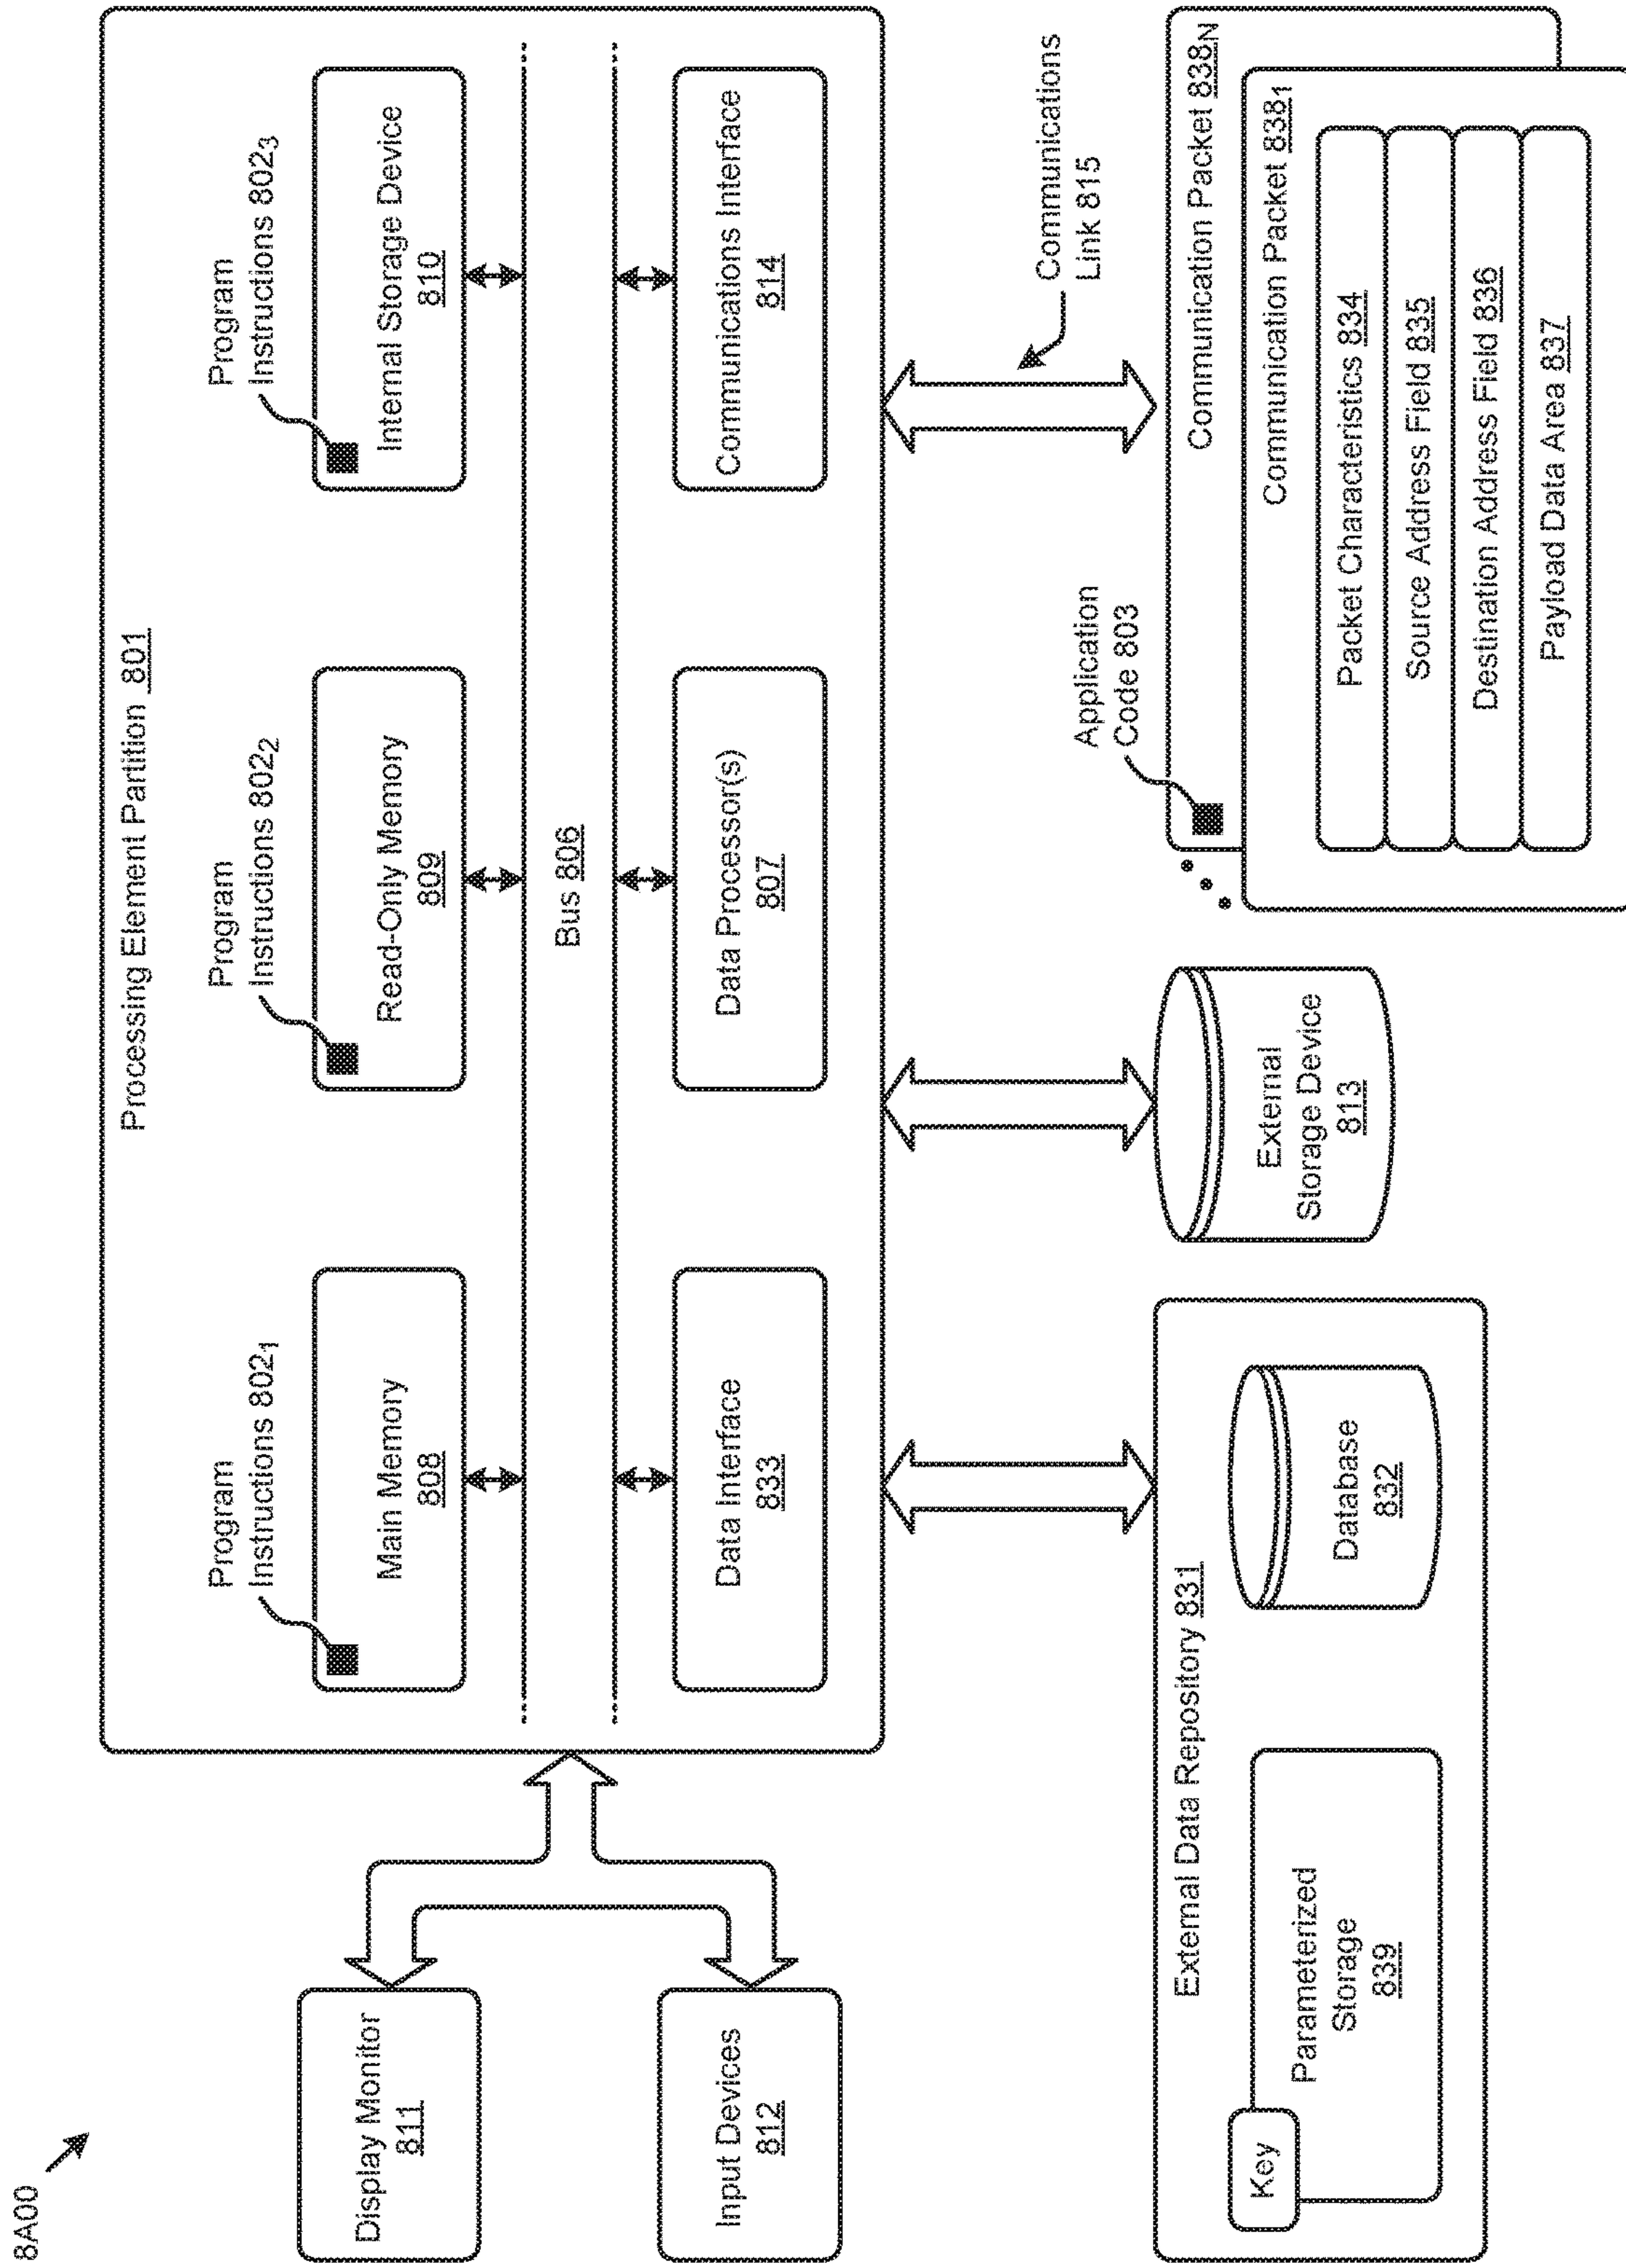 8A00
Processing Element Partition 801
Program
Instructions 802₁
Program
Instructions 802₂
Program
Instructions 802₃
Display Monitor
811
Main Memory
808
Read-Only Memory
809
Internal Storage Device
810
Bus 806
Input Devices
812
Data Interface
833
Data Processor(s)
807
Communications Interface
814
Communications
Link 815
Application
Code 803
External Data Repository 831
Key
Parameterized
Storage
839
Database
832
External
Storage Device
813
Communication Packet 838N
Communication Packet 838₁
Packet Characteristics 834
Source Address Field 835
Destination Address Field 836
Payload Data Area 837